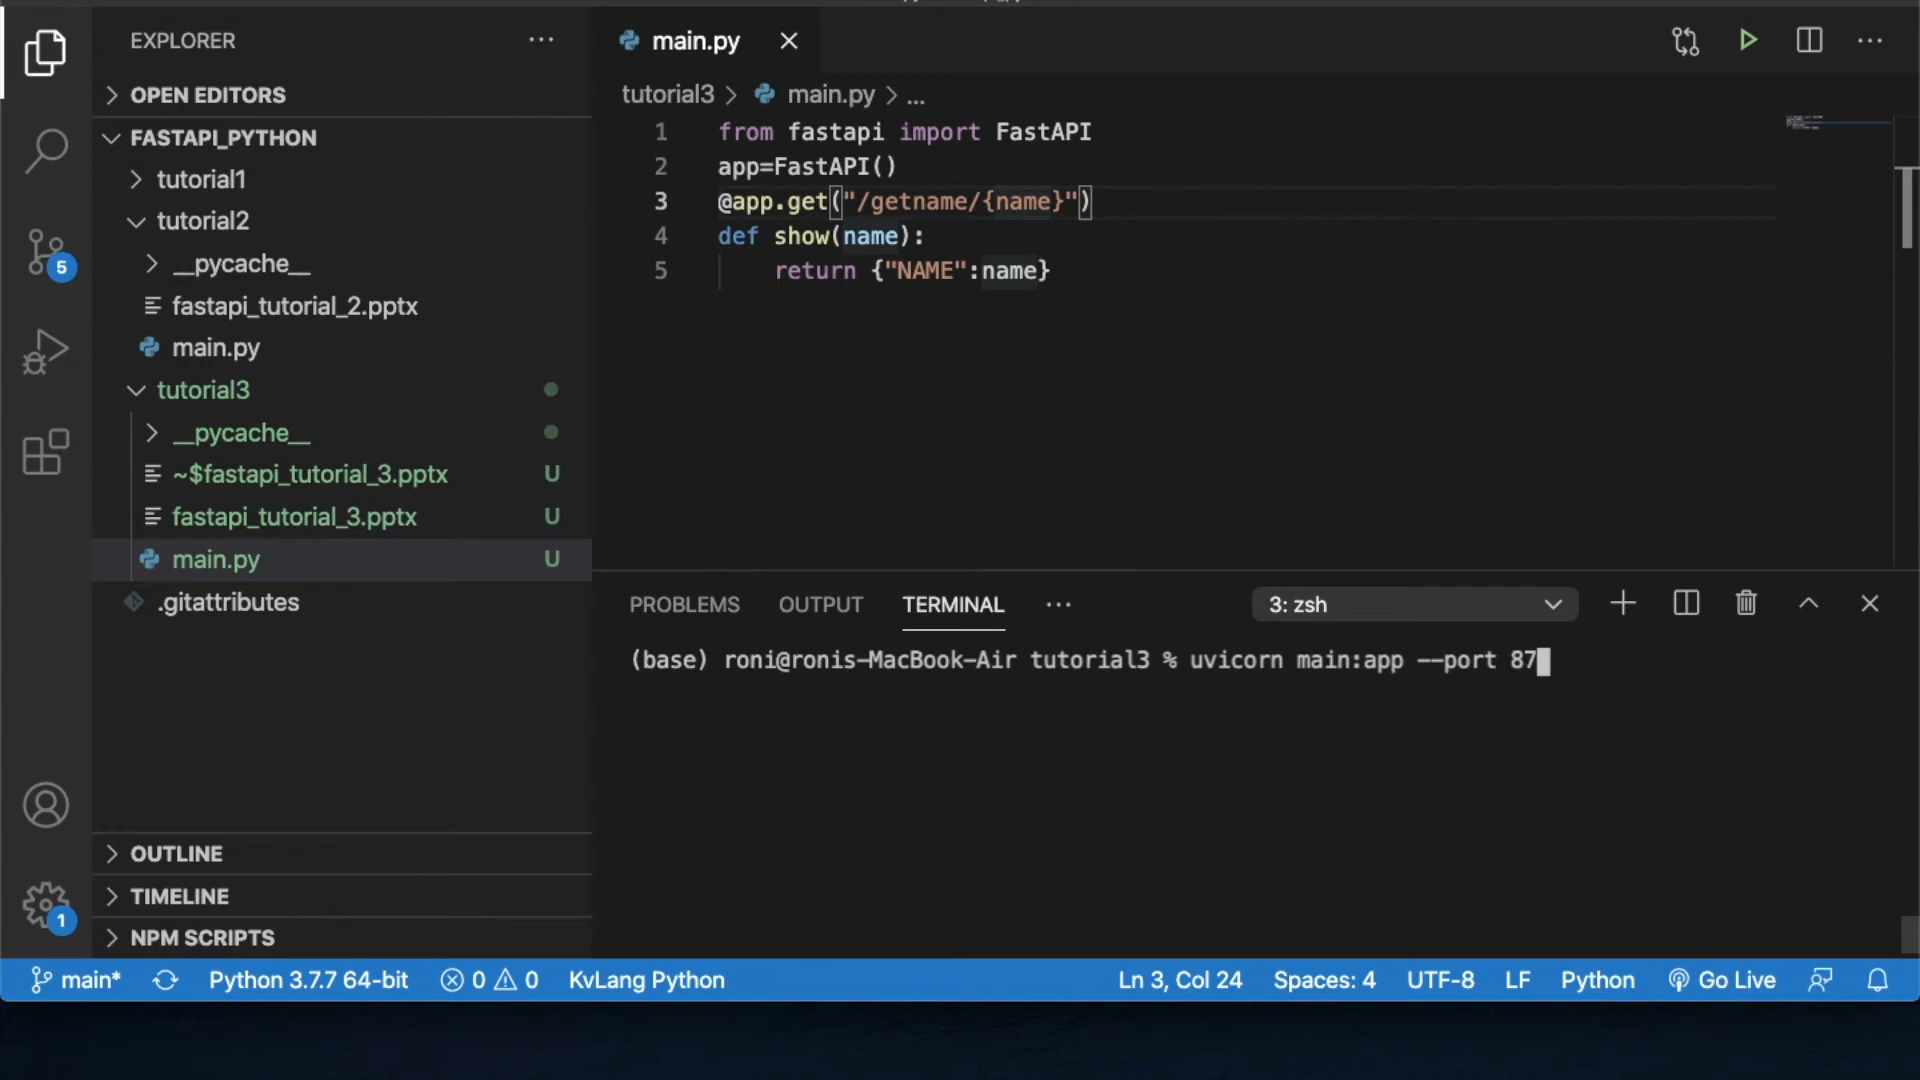 EXPLORER
OPEN EDITORS
FASTAPI_PYTHON
tutorial1
tutorial2
__pycache__
fastapi_tutorial_2.pptx
main.py
tutorial3
__pycache__
~$fastapi_tutorial_3.pptx U
fastapi_tutorial_3.pptx U
main.py U
.gitattributes
OUTLINE
TIMELINE
NPM SCRIPTS
5
1
main.py
tutorial3 > main.py > ...
1 from fastapi import FastAPI
2 app=FastAPI()
3 @app.get("/getname/{name}")
4 def show(name):
5     return {"NAME":name}
PROBLEMS OUTPUT TERMINAL ··· 3: zsh
(base) roni@ronis-MacBook-Air tutorial3 % uvicorn main:app --port 87
main* Python 3.7.7 64-bit 0 0 KvLang Python Ln 3, Col 24 Spaces: 4 UTF-8 LF Python Go Live